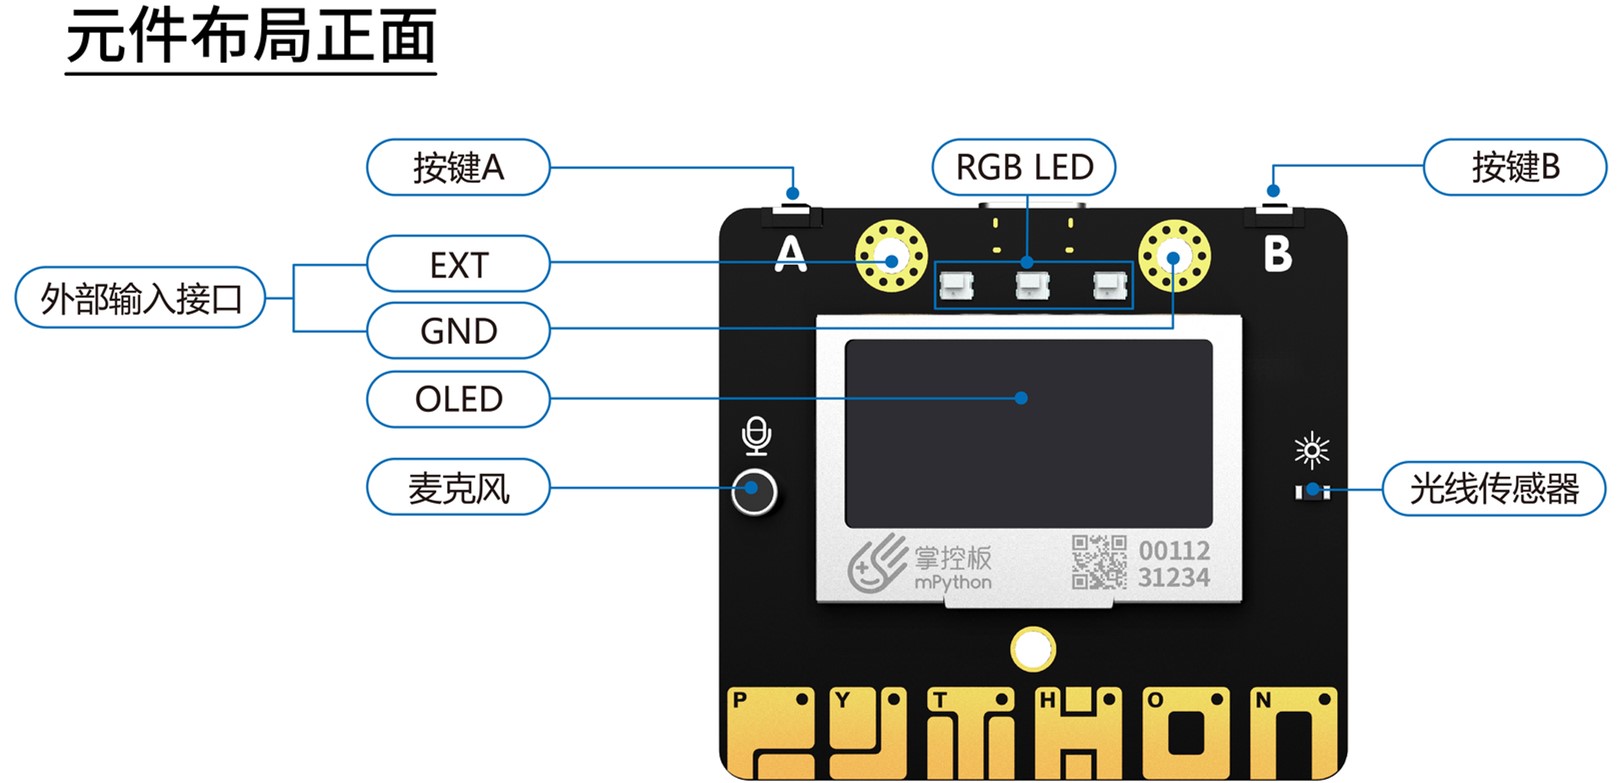 元件布局正面
按键A
RGB LED
按键B
A
B
EXT
外部输入接口
GND
OLED
麦克风
光线传感器
掌控板
mPython
00112
31234
P
Y
T
H
O
N